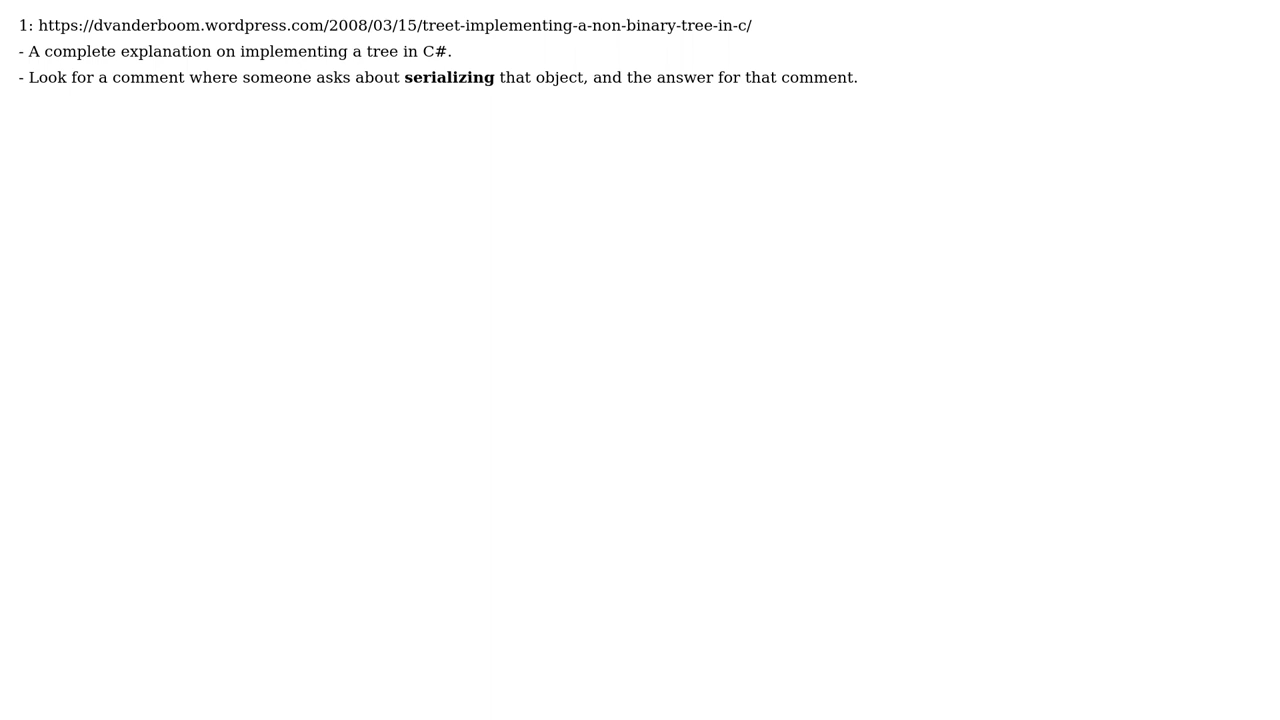 1: https://dvanderboom.wordpress.com/2008/03/15/treet-implementing-a-non-binary-tree-in-c/
- A complete explanation on implementing a tree in C#.
- Look for a comment where someone asks about serializing that object, and the answer for that comment.